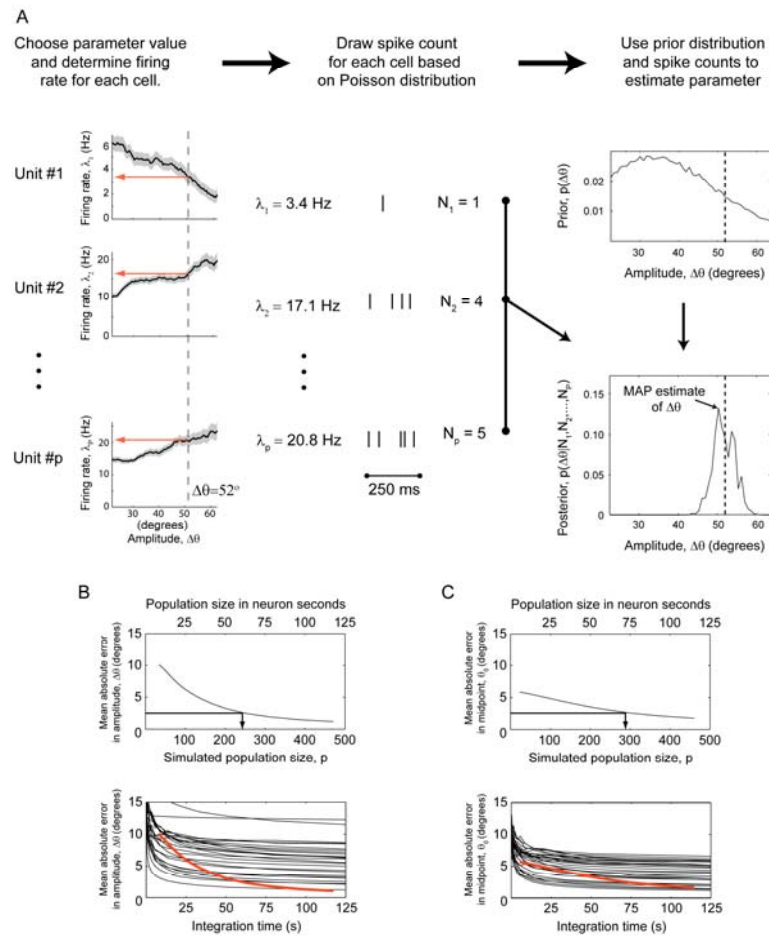 A
Choose parameter value
and determine firing
rate for each cell.
Draw spike count
for each cell based
on Poisson distribution
Use prior distribution
and spike counts to
estimate parameter
Unit #1
Firing rate, λ₁ (Hz)
6
4
2
0
λ₁ = 3.4 Hz
N₁ = 1
Prior, p(Δθ)
0.02
0.01
30
40
50
60
Amplitude, Δθ (degrees)
Unit #2
Firing rate, λ₂ (Hz)
20
10
0
λ₂ = 17.1 Hz
N₂ = 4
Unit #p
Firing rate, λₚ (Hz)
20
10
0
30
40
50
60
(degrees)
Amplitude, Δθ
Δθ=52°
λₚ = 20.8 Hz
Nₚ = 5
250 ms
Posterior, p(Δθ|N₁,N₂,...,Nₚ)
0.15
0.10
0.05
0
MAP estimate
of Δθ
30
40
50
60
Amplitude, Δθ (degrees)
B
Population size in neuron seconds
25
50
75
100
125
Mean absolute error
in amplitude, Δθ (degrees)
15
10
5
0
0
100
200
300
400
500
Simulated population size, p
Mean absolute error
in amplitude, Δθ (degrees)
15
10
5
0
25
50
75
100
125
Integration time (s)
C
Population size in neuron seconds
25
50
75
100
125
Mean absolute error
in midpoint, θ₀ (degrees)
15
10
5
0
0
100
200
300
400
500
Simulated population size, p
Mean absolute error
in midpoint, θ₀ (degrees)
15
10
5
0
25
50
75
100
125
Integration time (s)